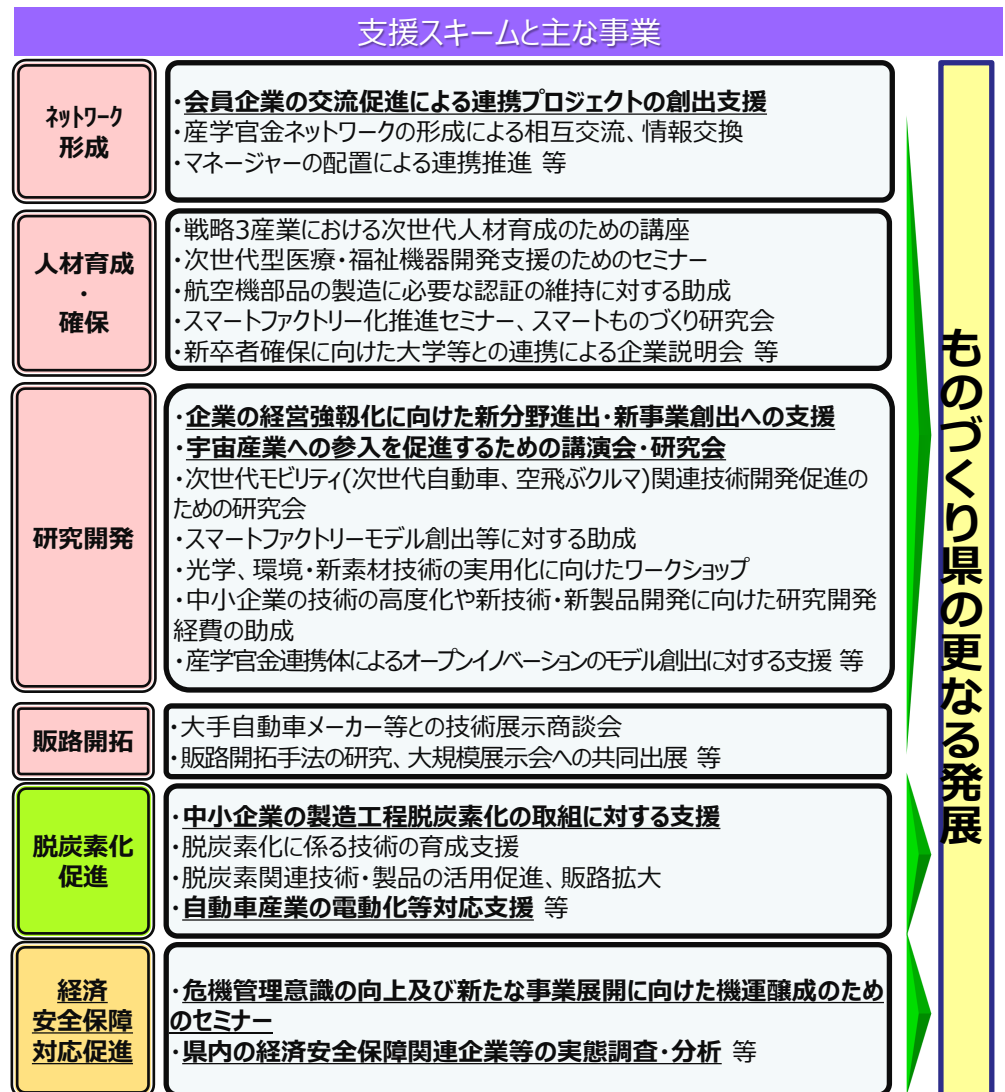 支援スキームと主な事業
ﾈｯﾄﾜｰｸ
形成
・会員企業の交流促進による連携プロジェクトの創出支援
・産学官金ネットワークの形成による相互交流、情報交換
・マネージャーの配置による連携推進 等
人材育成
・
確保
・戦略3産業における次世代人材育成のための講座
・次世代型医療・福祉機器開発支援のためのセミナー
・航空機部品の製造に必要な認証の維持に対する助成
・スマートファクトリー化推進セミナー、スマートものづくり研究会
・新卒者確保に向けた大学等との連携による企業説明会 等
研究開発
・企業の経営強靱化に向けた新分野進出・新事業創出への支援
・宇宙産業への参入を促進するための講演会・研究会
・次世代モビリティ(次世代自動車、空飛ぶクルマ)関連技術開発促進の
ための研究会
・スマートファクトリーモデル創出等に対する助成
・光学、環境・新素材技術の実用化に向けたワークショップ
・中小企業の技術の高度化や新技術・新製品開発に向けた研究開発
経費の助成
・産学官金連携体によるオープンイノベーションのモデル創出に対する支援 等
販路開拓
・大手自動車メーカー等との技術展示商談会
・販路開拓手法の研究、大規模展示会への共同出展 等
脱炭素化
促進
・中小企業の製造工程脱炭素化の取組に対する支援
・脱炭素化に係る技術の育成支援
・脱炭素関連技術・製品の活用促進、販路拡大
・自動車産業の電動化等対応支援 等
経済
安全保障
対応促進
・危機管理意識の向上及び新たな事業展開に向けた機運醸成のため
のセミナー
・県内の経済安全保障関連企業等の実態調査・分析 等
ものづくり県の更なる発展